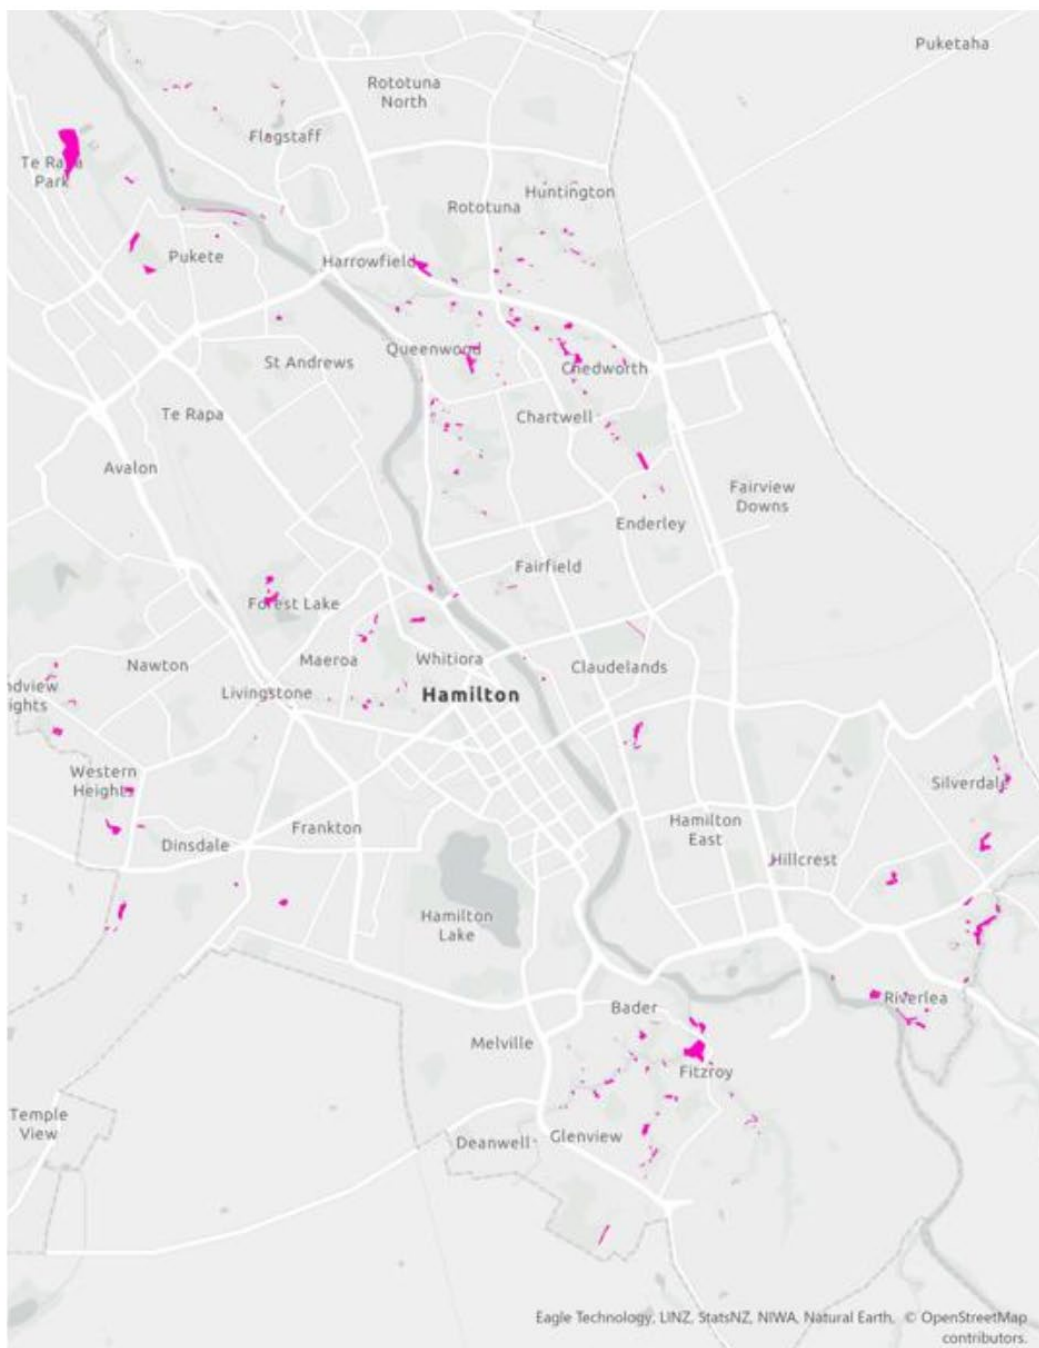 Puketaha
Rototuna
North
Flagstaff
Te Rapa
Park
Huntington
Rototuna
Pukete
Harrowfield
Queenwood
St Andrews
Chedworth
Te Rapa
Chartwell
Avalon
Fairview
Downs
Enderley
Fairfield
Forest Lake
Nawton
Maeroa
Whitiora
Claudelands
ndview
ights
Livingstone
Hamilton
Western
Heights
Silverdale
Frankton
Hamilton
East
Dinsdale
Hillcrest
Hamilton
Lake
Riverlea
Bader
Melville
Fitzroy
Temple
View
Deanwell
Glenview
Eagle Technology, LINZ, StatsNZ, NIWA, Natural Earth, © OpenStreetMap
contributors.